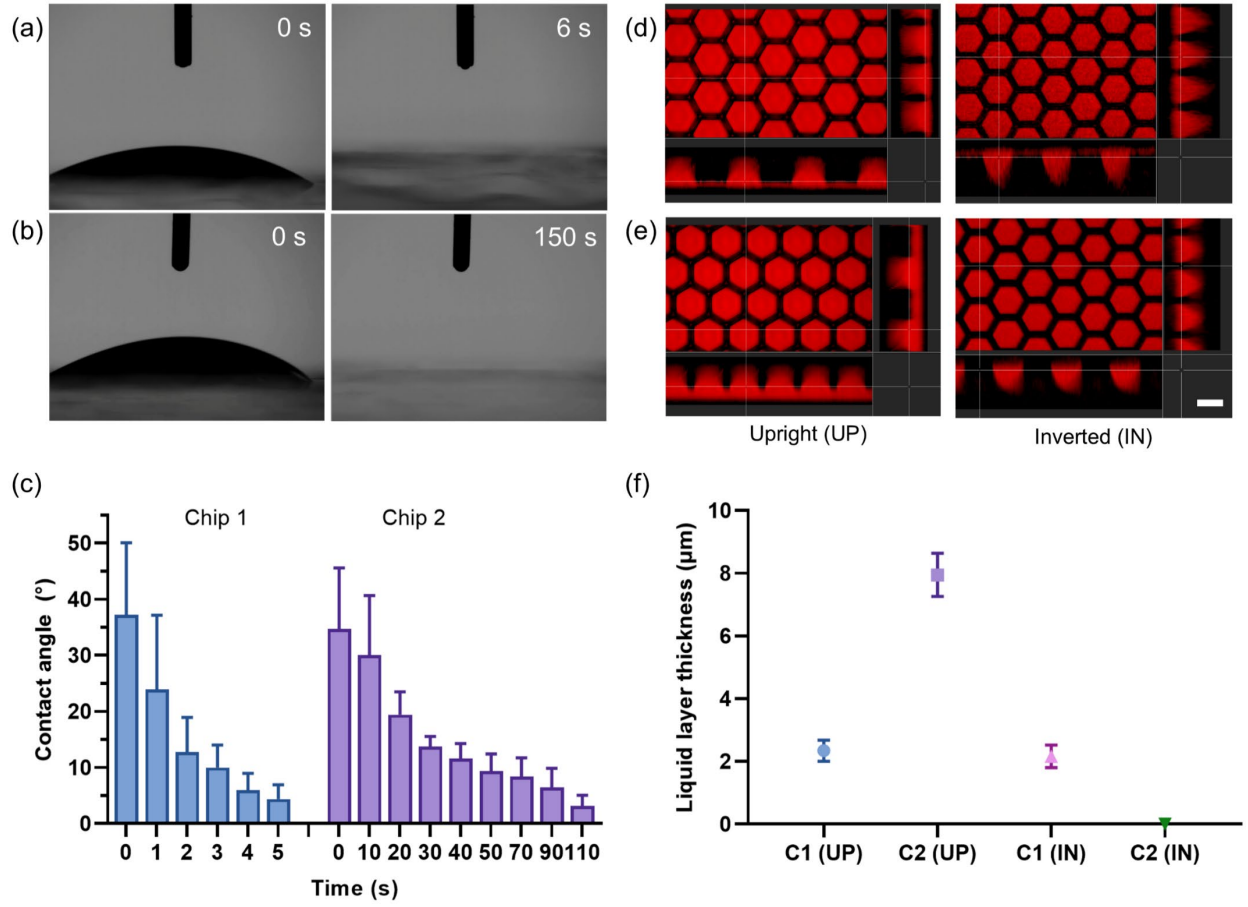 (a)
0 s
6 s
(b)
0 s
150 s
(d)
(e)
Upright (UP)
Inverted (IN)
(c)
Chip 1
Chip 2
Contact angle (°)
50
40
30
20
10
0
0 1 2 3 4 5 0 10 20 30 40 50 70 90 110
Time (s)
(f)
Liquid layer thickness (μm)
10
8
6
4
2
0
C1 (UP) C2 (UP) C1 (IN) C2 (IN)